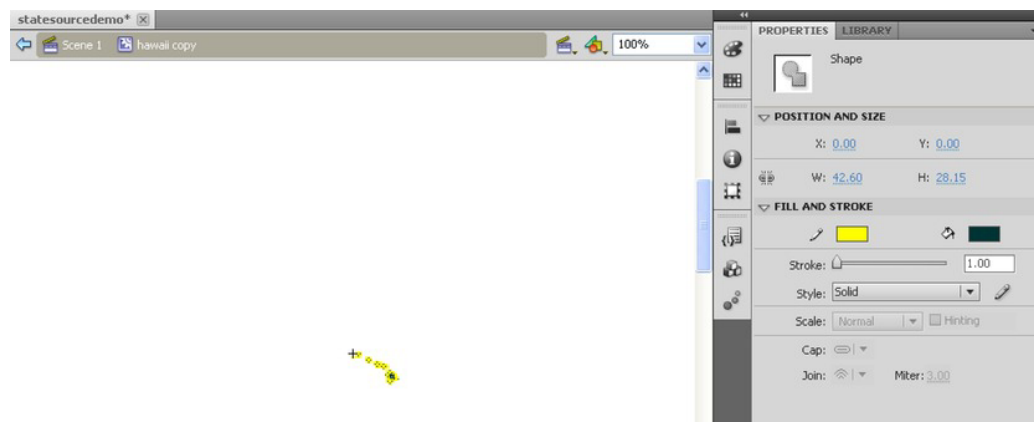 statesourcedemo*
Scene 1 hawaii copy 100%
PROPERTIES LIBRARY
Shape
POSITION AND SIZE
X: 0.00 Y: 0.00
W: 42.60 H: 28.15
FILL AND STROKE
Stroke: 1.00
Style: Solid
Scale: Normal Hinting
Cap:
Join: Miter: 3.00